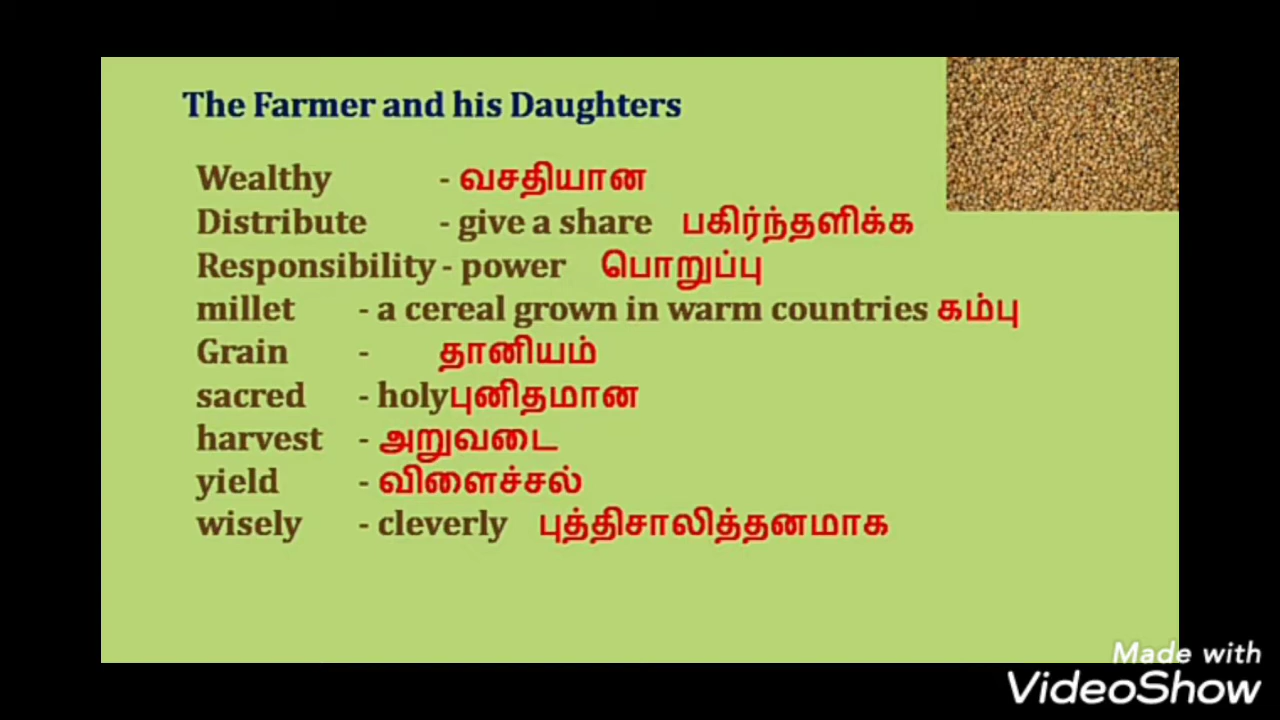 The Farmer and his Daughters
Wealthy - வசதியான
Distribute - give a share பகிர்ந்தளிக்க
Responsibility - power பொறுப்பு
millet - a cereal grown in warm countries கம்பு
Grain - தானியம்
sacred - holyபுனிதமான
harvest - அறுவடை
yield - விளைச்சல்
wisely - cleverly புத்திசாலித்தனமாக
Made with
VideoShow